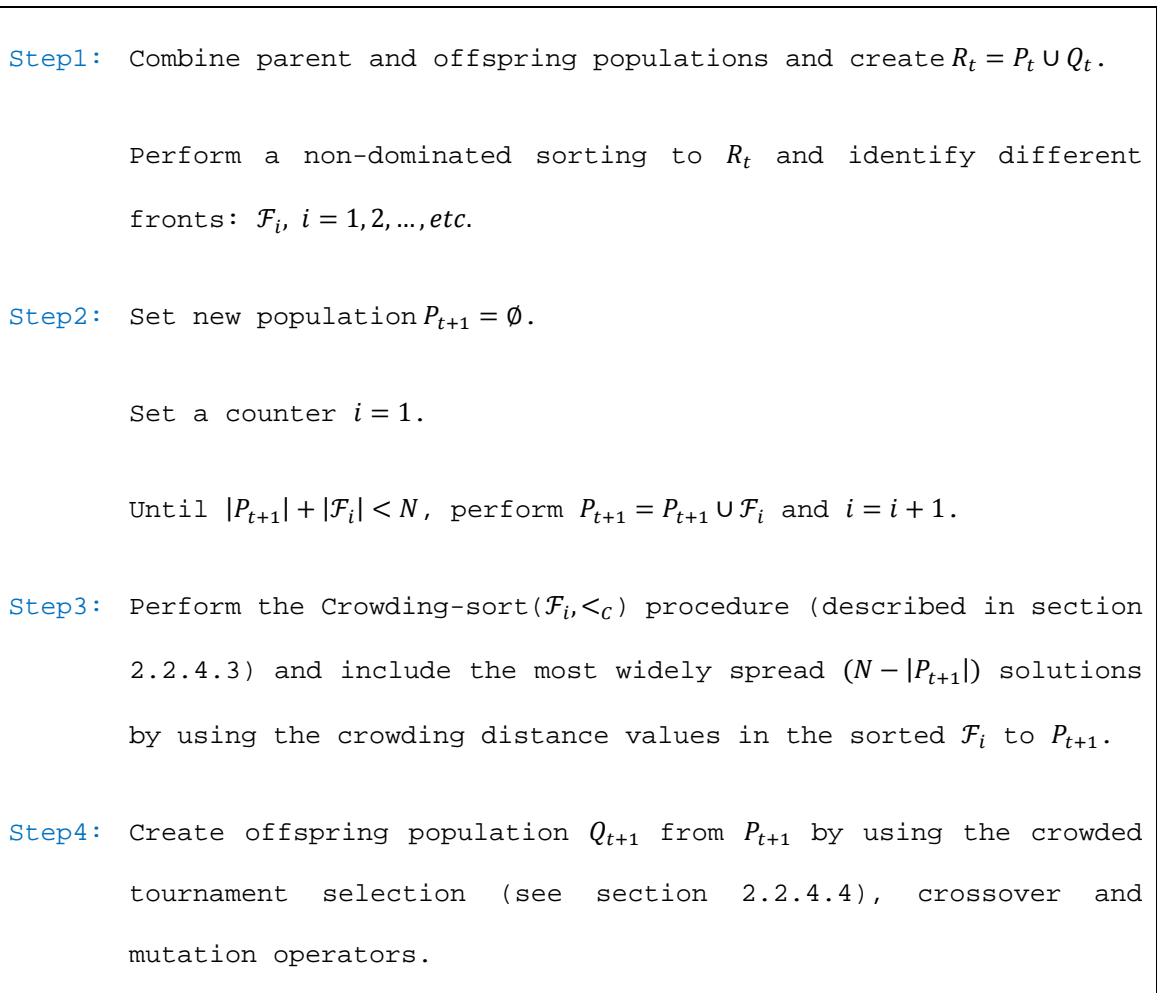 Step1: Combine parent and offspring populations and create R_t = P_t ∪ Q_t.
Perform a non-dominated sorting to R_t and identify different
fronts: ℱ_i, i = 1, 2, … , etc.
Step2: Set new population P_{t+1} = ∅.
Set a counter i = 1.
Until |P_{t+1}| + |ℱ_i| < N, perform P_{t+1} = P_{t+1} ∪ ℱ_i and i = i + 1.
Step3: Perform the Crowding-sort(ℱ_i, <_C) procedure (described in section
2.2.4.3) and include the most widely spread (N − |P_{t+1}|) solutions
by using the crowding distance values in the sorted ℱ_i to P_{t+1}.
Step4: Create offspring population Q_{t+1} from P_{t+1} by using the crowded
tournament selection (see section 2.2.4.4), crossover and
mutation operators.